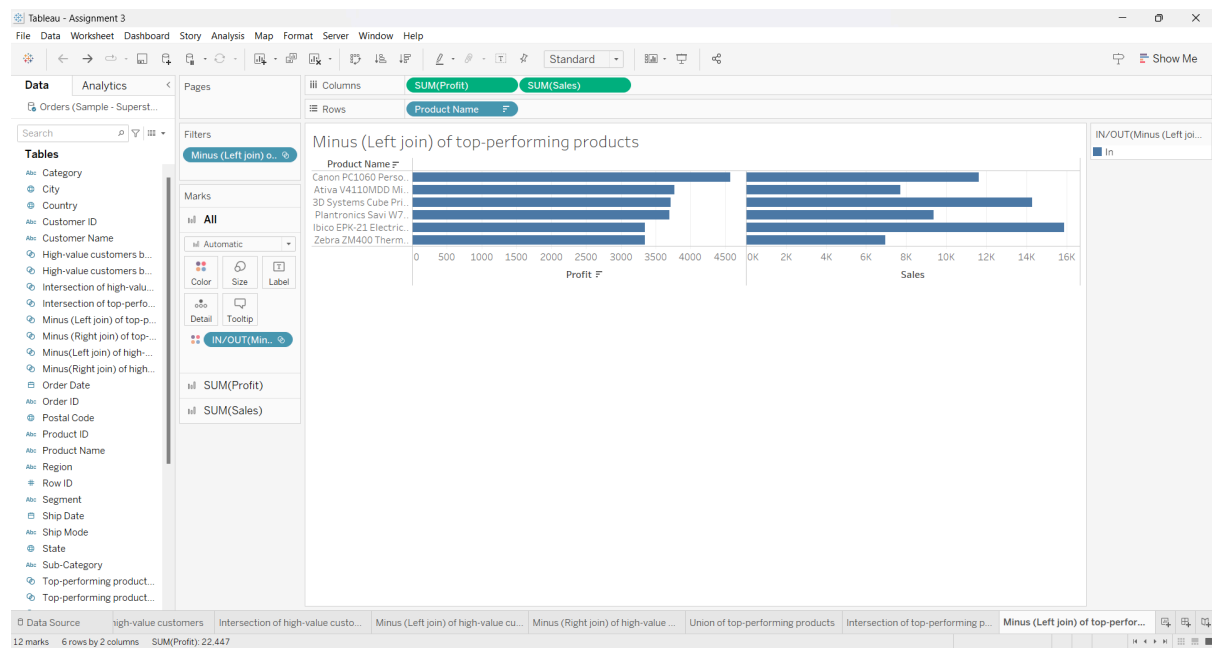 Tableau - Assignment 3
File Data Worksheet Dashboard Story Analysis Map Format Server Window Help
Standard
Show Me
Data Analytics
Orders (Sample - Superst...
Search
Tables
Abc Category
City
Country
Abc Customer ID
Abc Customer Name
High-value customers b...
High-value customers b...
Intersection of high-valu...
Intersection of top-perfo...
Minus (Left join) of top-p...
Minus (Right join) of top-...
Minus(Left join) of high-...
Minus(Right join) of high...
Order Date
Abc Order ID
Postal Code
Abc Product ID
Abc Product Name
Abc Region
# Row ID
Abc Segment
Ship Date
Abc Ship Mode
State
Abc Sub-Category
Top-performing product...
Top-performing product...
Pages
Filters
Minus (Left join) o..
Marks
All
Automatic
Color Size Label
Detail Tooltip
IN/OUT(Min..
SUM(Profit)
SUM(Sales)
Columns SUM(Profit) SUM(Sales)
Rows Product Name
Minus (Left join) of top-performing products
Product Name
Canon PC1060 Perso..
Ativa V4110MDD Mi..
3D Systems Cube Pri..
Plantronics Savi W7..
Ibico EPK-21 Electric..
Zebra ZM400 Therm..
0 500 1000 1500 2000 2500 3000 3500 4000 4500 0K 2K 4K 6K 8K 10K 12K 14K 16K
Profit Sales
IN/OUT(Minus (Left joi...
In
Data Source high-value customers Intersection of high-value custo... Minus (Left join) of high-value cu... Minus (Right join) of high-value ... Union of top-performing products Intersection of top-performing p... Minus (Left join) of top-perfor...
12 marks 6 rows by 2 columns SUM(Profit): 22,447